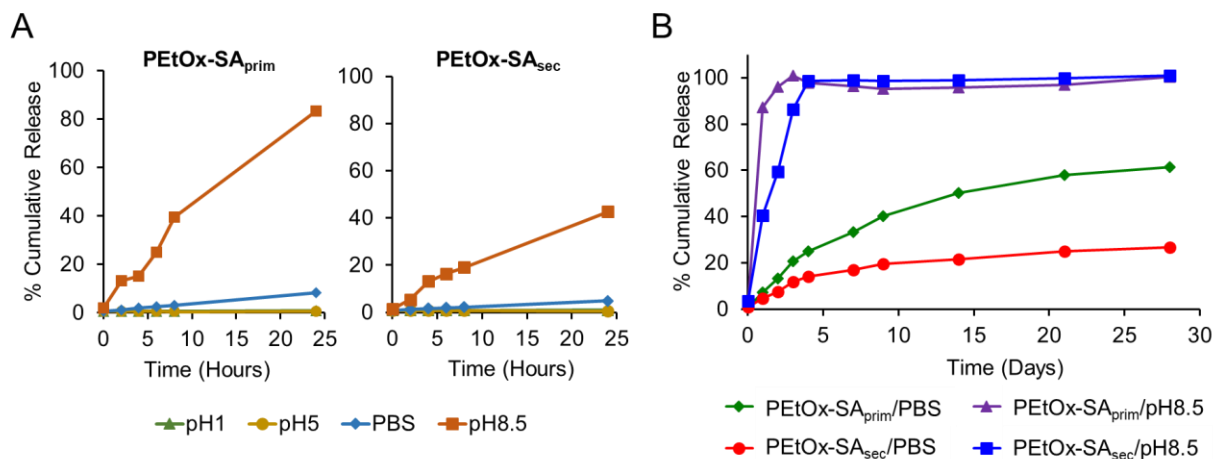 A
PEtOx-SAprim
% Cumulative Release
100
80
60
40
20
0
0 5 10 15 20 25
Time (Hours)
PEtOx-SAsec
100
80
60
40
20
0
0 5 10 15 20 25
Time (Hours)
pH1 pH5 PBS pH8.5
B
% Cumulative Release
100
80
60
40
20
0
0 5 10 15 20 25 30
Time (Days)
PEtOx-SAprim/PBS PEtOx-SAprim/pH8.5
PEtOx-SAsec/PBS PEtOx-SAsec/pH8.5